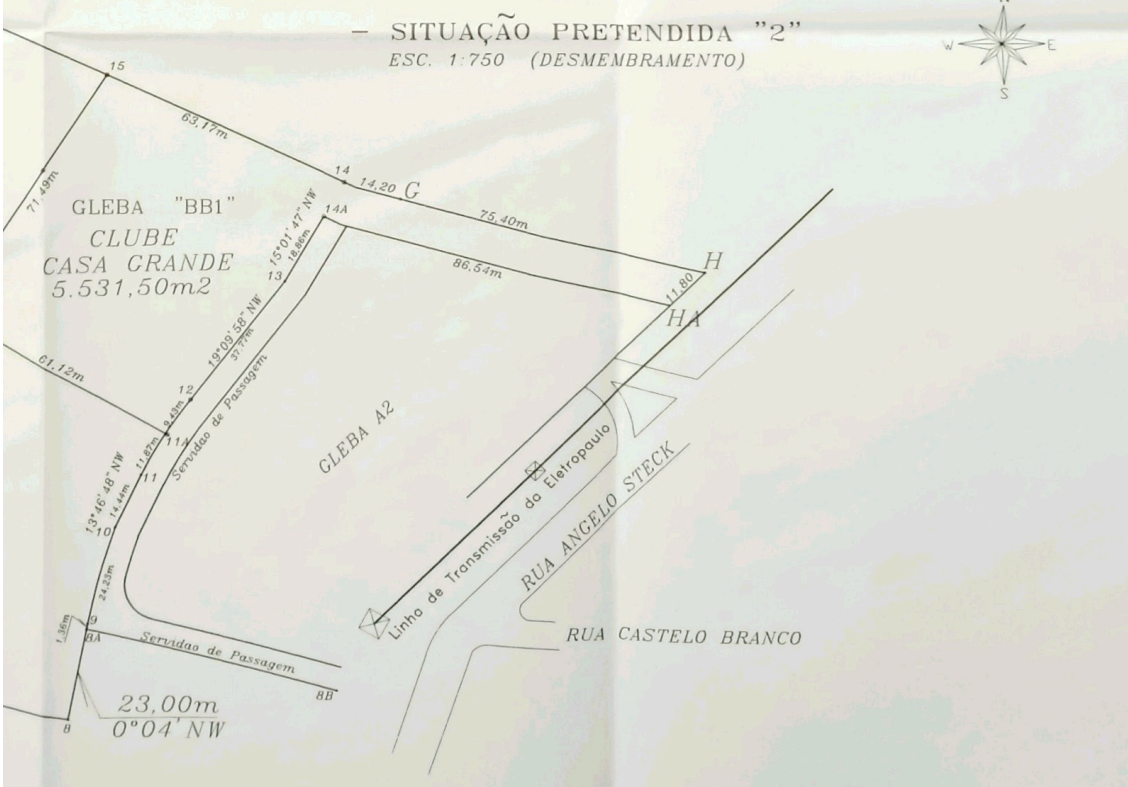 - SITUAÇÃO PRETENDIDA "2"
ESC. 1:750 (DESMEMBRAMENTO)
N
W E
S
15
63,17m
14
14,20
G
75,40m
H
11,80
HA
86,54m
14A
15°01'47" NW
18,86m
13
71,49m
GLEBA "BB1"
CLUBE
CASA GRANDE
5.531,50m2
19°09'58" NW
37,77m
12
9,43m
61,12m
11A
11,87m
11
Servidao de Passagem
GLEBA A2
13°46'48" NW
14,44m
10
24,23m
Linha de Transmissão da Eletropaulo
RUA ANGELO STECK
RUA CASTELO BRANCO
9
1,36m
8A
Servidao de Passagem
8B
23,00m
0°04' NW
8